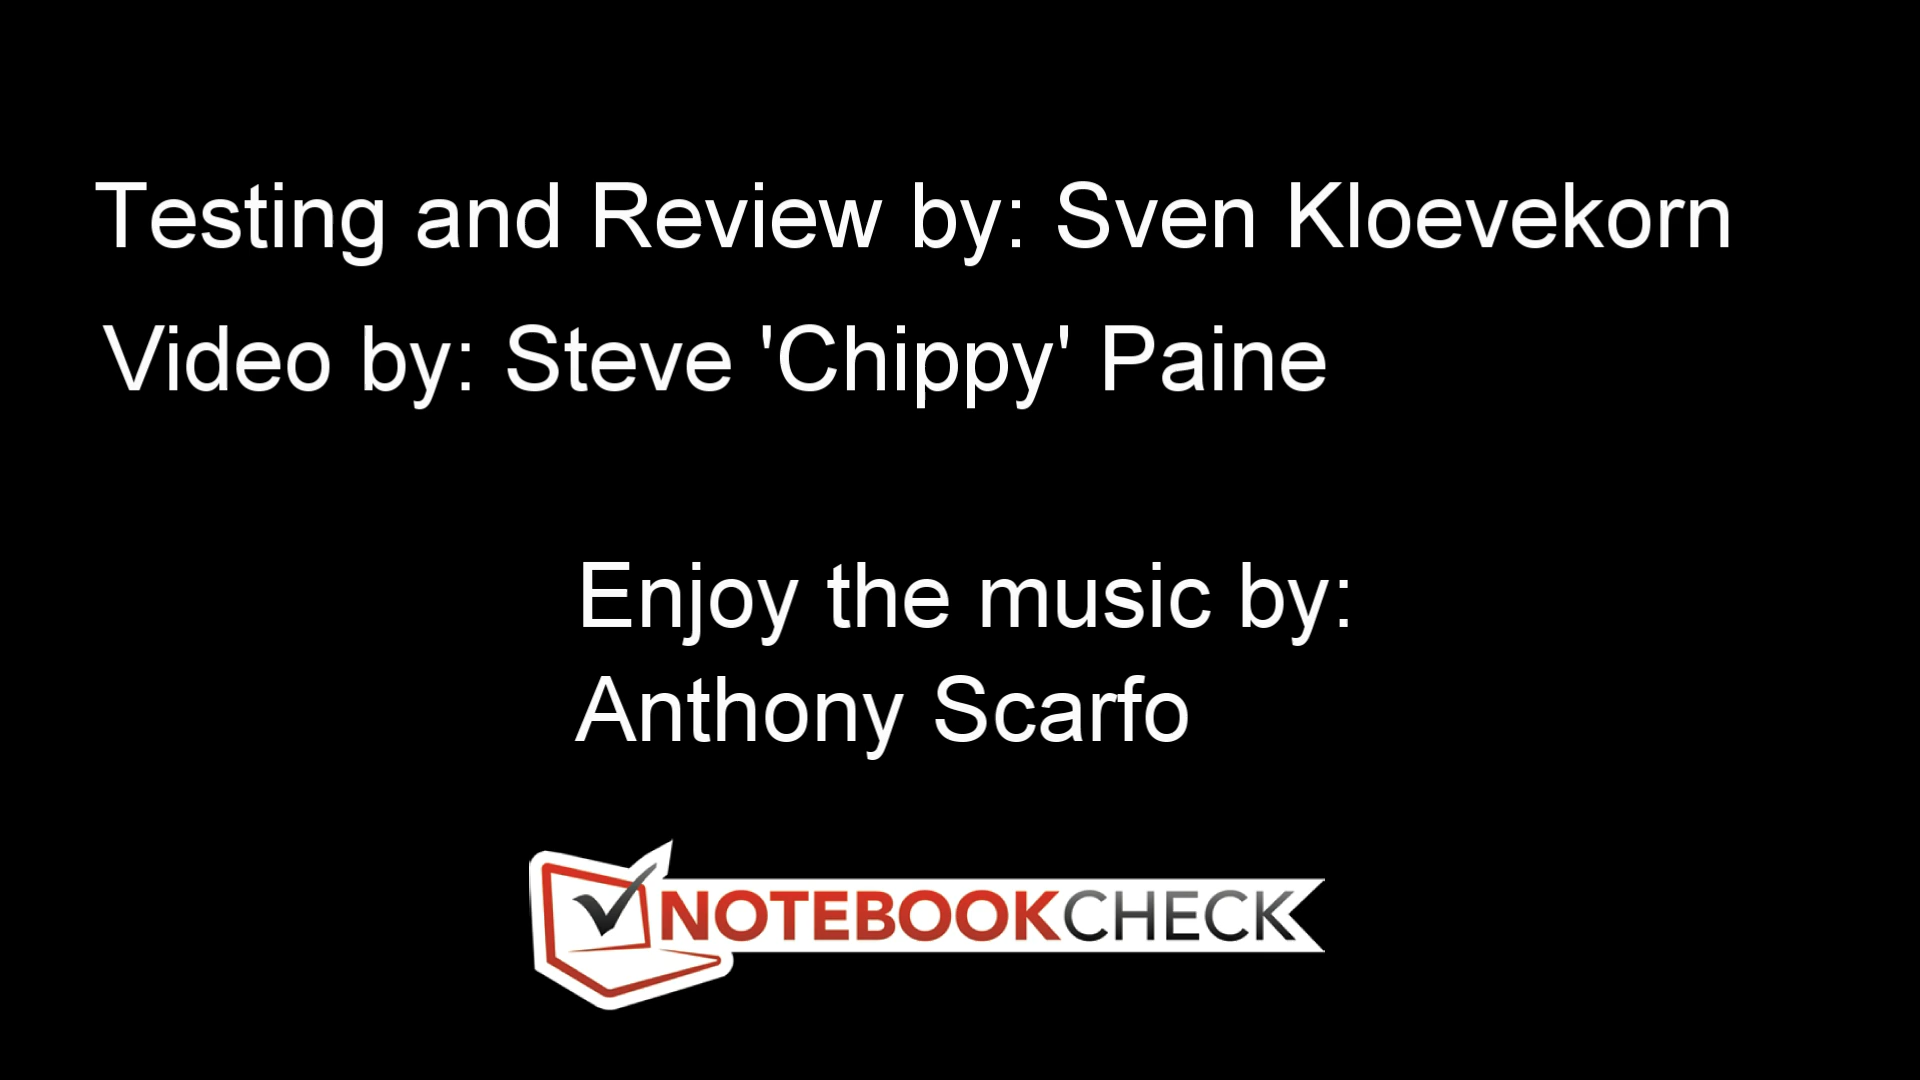 Testing and Review by: Sven Kloevekorn
Video by: Steve 'Chippy' Paine
Enjoy the music by:
Anthony Scarfo
NOTEBOOKCHECK